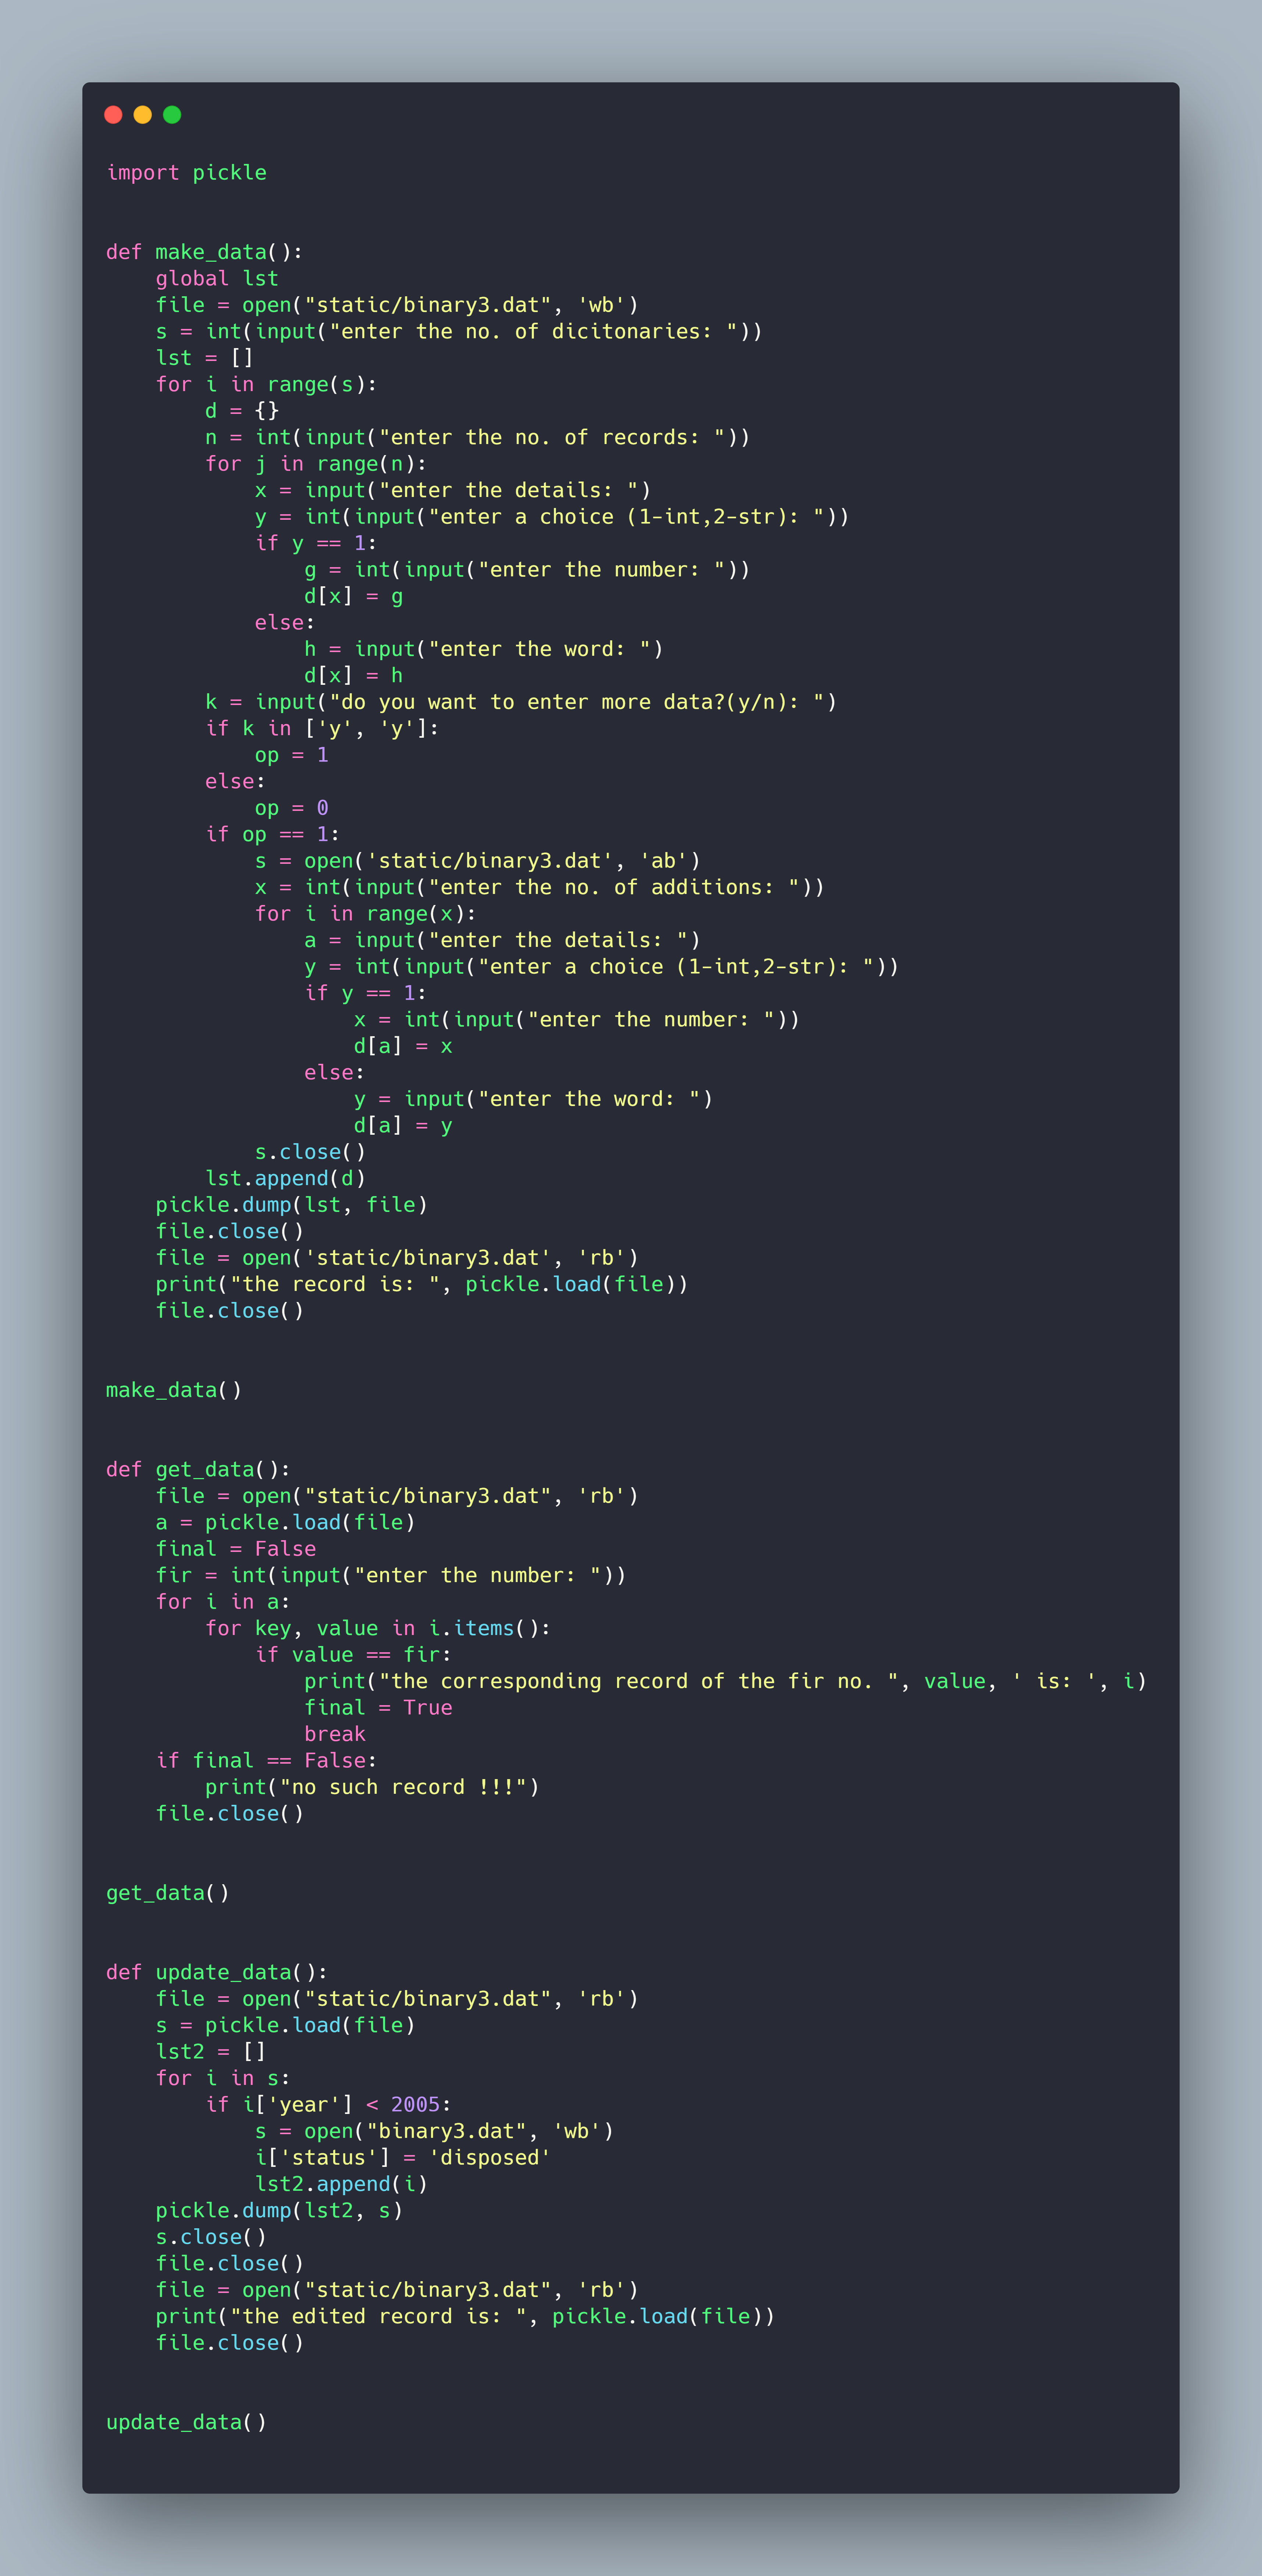 import pickle


def make_data():
    global lst
    file = open("static/binary3.dat", 'wb')
    s = int(input("enter the no. of dicitonaries: "))
    lst = []
    for i in range(s):
        d = {}
        n = int(input("enter the no. of records: "))
        for j in range(n):
            x = input("enter the details: ")
            y = int(input("enter a choice (1-int,2-str): "))
            if y == 1:
                g = int(input("enter the number: "))
                d[x] = g
            else:
                h = input("enter the word: ")
                d[x] = h
        k = input("do you want to enter more data?(y/n): ")
        if k in ['y', 'y']:
            op = 1
        else:
            op = 0
        if op == 1:
            s = open('static/binary3.dat', 'ab')
            x = int(input("enter the no. of additions: "))
            for i in range(x):
                a = input("enter the details: ")
                y = int(input("enter a choice (1-int,2-str): "))
                if y == 1:
                    x = int(input("enter the number: "))
                    d[a] = x
                else:
                    y = input("enter the word: ")
                    d[a] = y
            s.close()
        lst.append(d)
    pickle.dump(lst, file)
    file.close()
    file = open('static/binary3.dat', 'rb')
    print("the record is: ", pickle.load(file))
    file.close()


make_data()


def get_data():
    file = open("static/binary3.dat", 'rb')
    a = pickle.load(file)
    final = False
    fir = int(input("enter the number: "))
    for i in a:
        for key, value in i.items():
            if value == fir:
                print("the corresponding record of the fir no. ", value, ' is: ', i)
                final = True
                break
    if final == False:
        print("no such record !!!")
    file.close()


get_data()


def update_data():
    file = open("static/binary3.dat", 'rb')
    s = pickle.load(file)
    lst2 = []
    for i in s:
        if i['year'] < 2005:
            s = open("binary3.dat", 'wb')
            i['status'] = 'disposed'
            lst2.append(i)
    pickle.dump(lst2, s)
    s.close()
    file.close()
    file = open("static/binary3.dat", 'rb')
    print("the edited record is: ", pickle.load(file))
    file.close()


update_data()